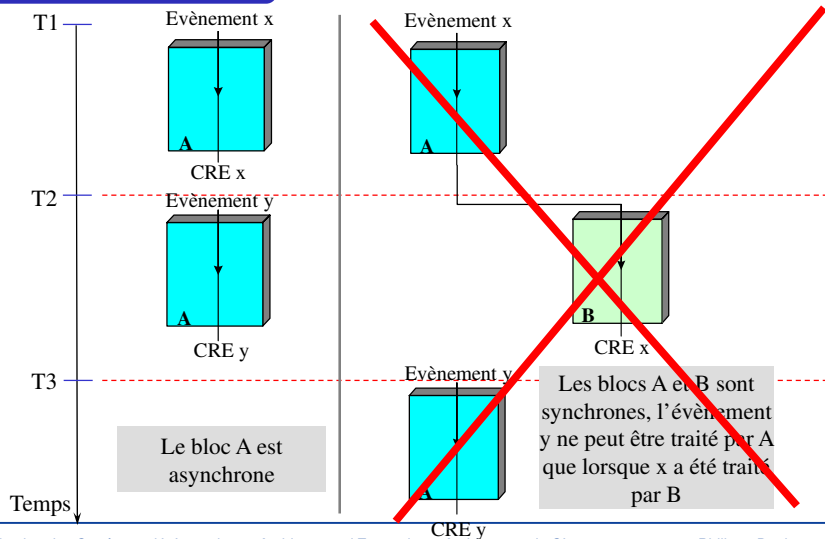 T1
Evènement x
A
CRE x
T2
Evènement y
A
CRE y
T3
Le bloc A est
asynchrone
Temps
Evènement x
A
B
CRE x
Evènement y
A
CRE y
Les blocs A et B sont
synchrones, l'évènement
y ne peut être traité par A
que lorsque x a été traité
par B